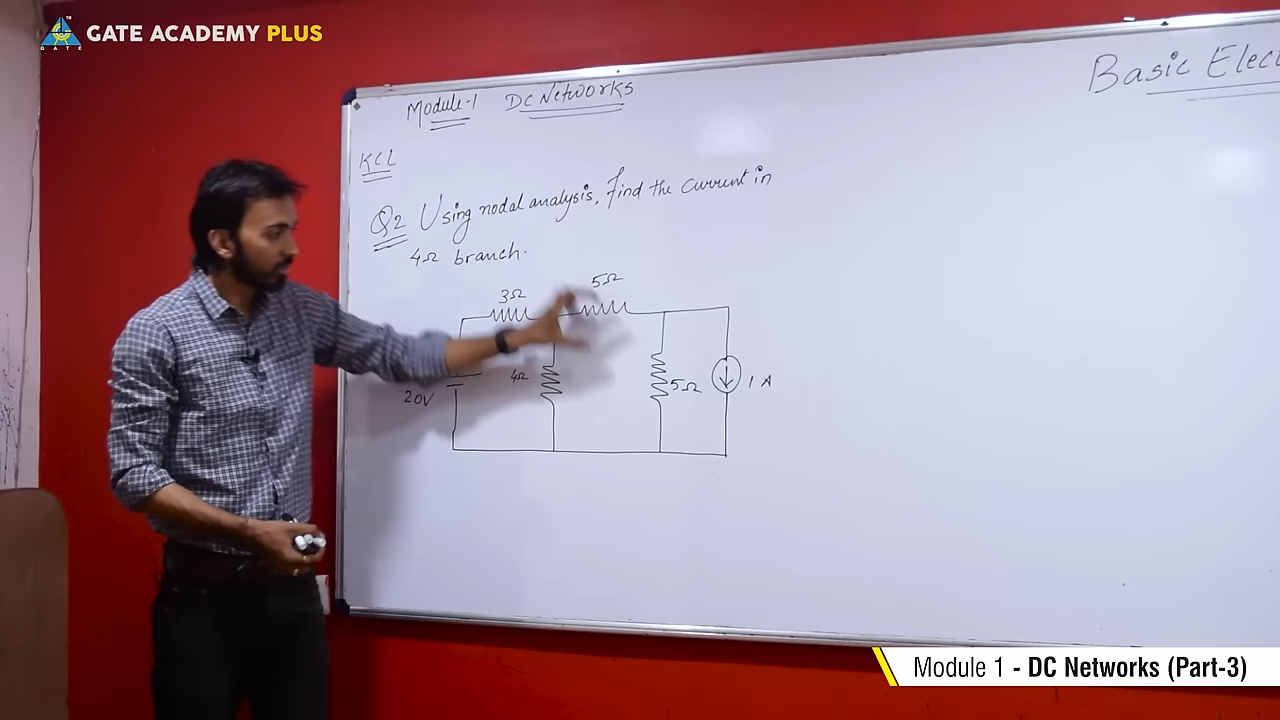 GATE ACADEMY PLUS
GATE
Module-1 DC Networks
Basic Elec
KCL
Q2 Using nodal analysis, Find the current in
4Ω branch.
3Ω
5Ω
20V
4Ω
5Ω
1 A
Module 1 - DC Networks (Part-3)